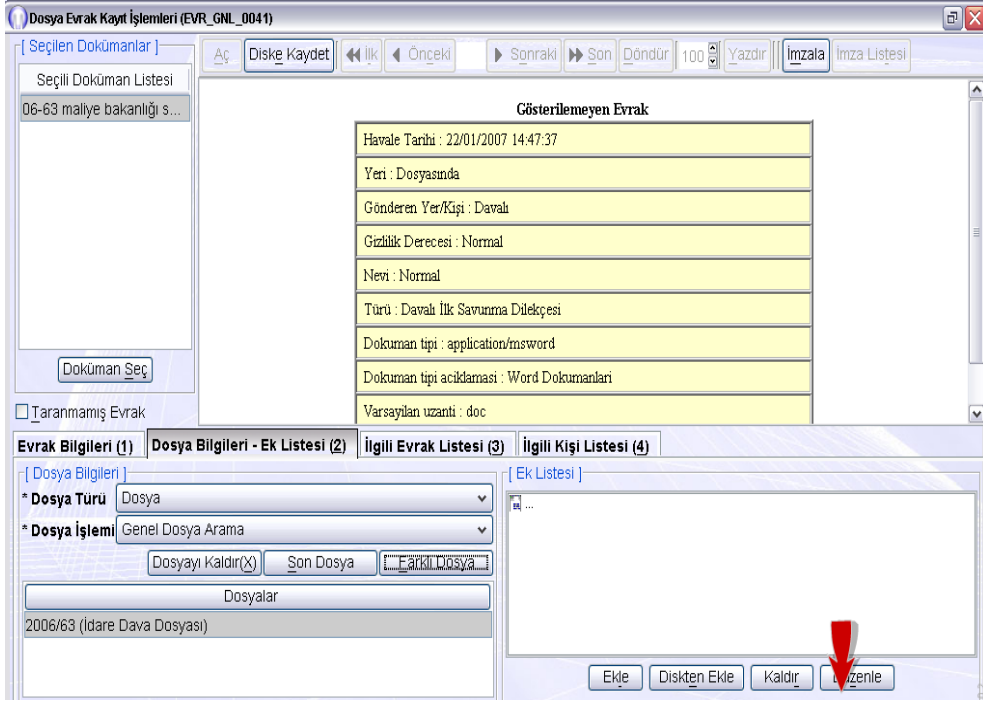 Dosya Evrak Kayıt İşlemleri (EVR_GNL_0041)
[ Seçilen Dokümanlar ]
Seçili Doküman Listesi
06-63 maliye bakanlığı s...
Doküman Seç
Taranmamış Evrak
Aç Diske Kaydet İlk Önceki Sonraki Son Döndür 100 Yazdır İmzala İmza Listesi
Gösterilemeyen Evrak
Havale Tarihi : 22/01/2007 14:47:37
Yeri : Dosyasında
Gönderen Yer/Kişi : Davalı
Gizlilik Derecesi : Normal
Nevi : Normal
Türü : Davalı İlk Savunma Dilekçesi
Dokuman tipi : application/msword
Dokuman tipi aciklamasi : Word Dokumanlari
Varsayilan uzanti : doc
Evrak Bilgileri (1) Dosya Bilgileri - Ek Listesi (2) İlgili Evrak Listesi (3) İlgili Kişi Listesi (4)
[ Dosya Bilgileri ]
* Dosya Türü Dosya
* Dosya İşlemi Genel Dosya Arama
Dosyayı Kaldır(X) Son Dosya Farklı Dosya
Dosyalar
2006/63 (İdare Dava Dosyası)
[ Ek Listesi ]
...
Ekle Diskten Ekle Kaldır